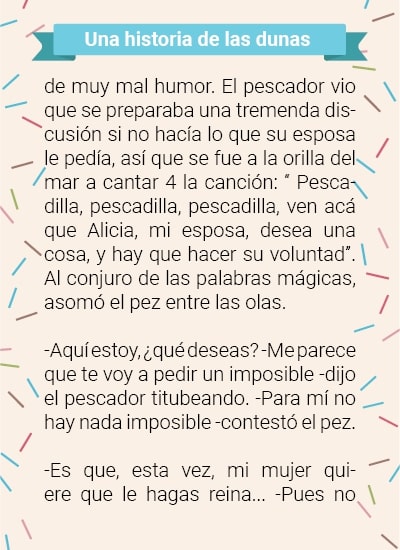 Una historia de las dunas
de muy mal humor. El pescador vio
que se preparaba una tremenda dis-
cusión si no hacía lo que su esposa
le pedía, así que se fue a la orilla del
mar a cantar 4 la canción: “ Pesca-
dilla, pescadilla, pescadilla, ven acá
que Alicia, mi esposa, desea una
cosa, y hay que hacer su voluntad”.
Al conjuro de las palabras mágicas,
asomó el pez entre las olas.
-Aquí estoy, ¿qué deseas? -Me parece
que te voy a pedir un imposible -dijo
el pescador titubeando. -Para mí no
hay nada imposible -contestó el pez.
-Es que, esta vez, mi mujer qui-
ere que le hagas reina... -Pues no